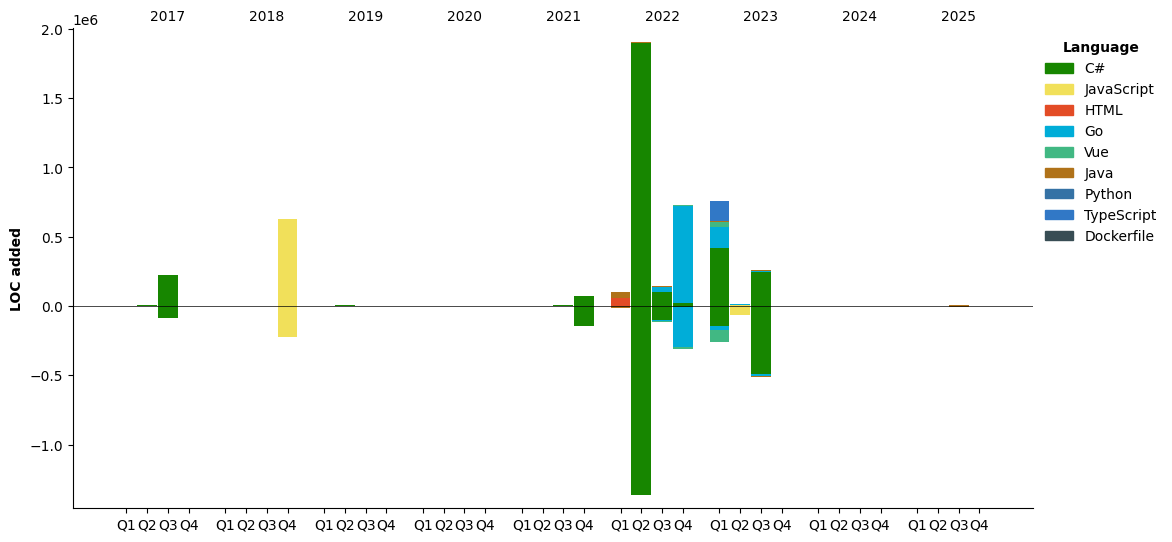 1e6
2017 2018 2019 2020 2021 2022 2023 2024 2025
2.0
1.5
1.0
0.5
0.0
−0.5
−1.0
LOC added
Q1 Q2 Q3 Q4 Q1 Q2 Q3 Q4 Q1 Q2 Q3 Q4 Q1 Q2 Q3 Q4 Q1 Q2 Q3 Q4 Q1 Q2 Q3 Q4 Q1 Q2 Q3 Q4 Q1 Q2 Q3 Q4 Q1 Q2 Q3 Q4
Language
C#
JavaScript
HTML
Go
Vue
Java
Python
TypeScript
Dockerfile